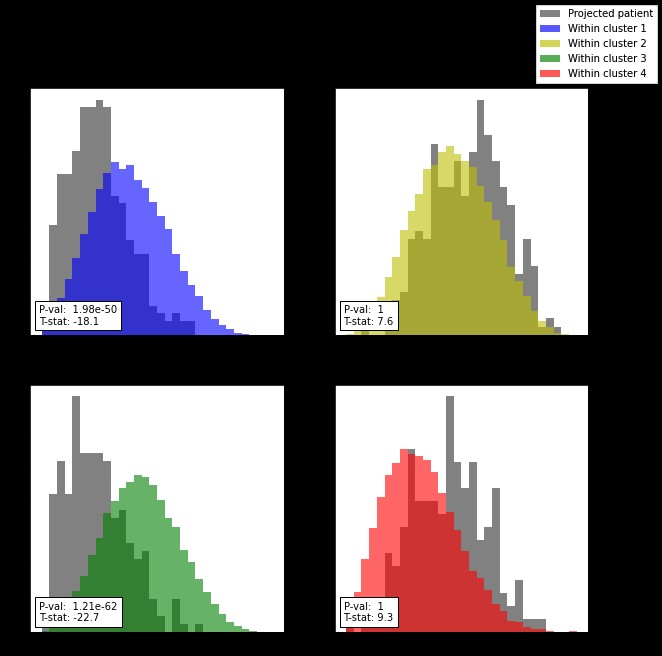 Projected patient
Within cluster 1
Within cluster 2
Within cluster 3
Within cluster 4
P-val: 1.98e-50
T-stat: -18.1
P-val: 1
T-stat: 7.6
P-val: 1.21e-62
T-stat: -22.7
P-val: 1
T-stat: 9.3